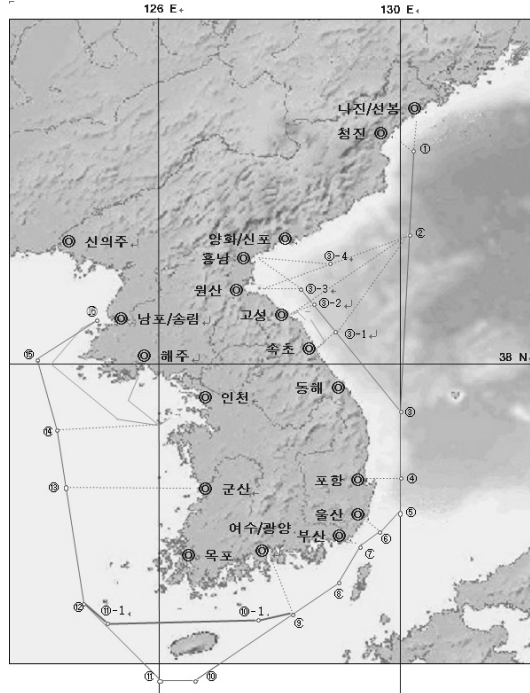 126 E
130 E
나진/선봉
청진
①
②
신의주
양화/신포
흥남
③-4
원산
③-3
③-2
고성
남포/송림
⑯
③-1
속초
⑮
해주
38 N
동해
인천
③
⑭
포항
④
⑬
군산
울산
⑤
여수/광양
부산
⑥
⑦
목포
⑧
⑫
⑪-1
⑩-1
⑨
⑪
⑩